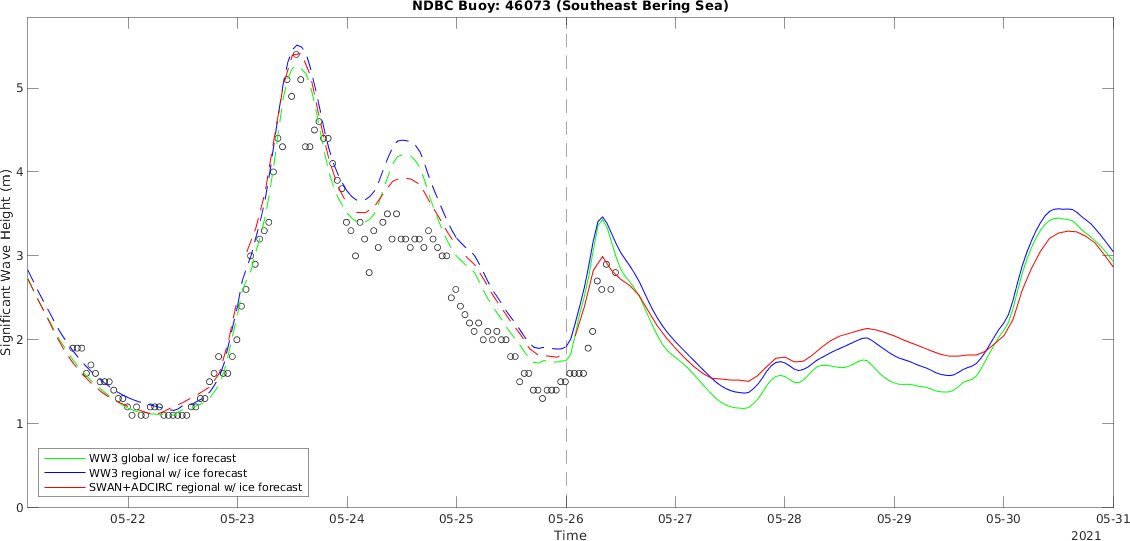 NDBC Buoy: 46073 (Southeast Bering Sea)
Significant Wave Height (m)
5
4
3
2
1
0
WW3 global w/ ice forecast
WW3 regional w/ ice forecast
SWAN+ADCIRC regional w/ ice forecast
05-22 05-23 05-24 05-25 05-26 05-27 05-28 05-29 05-30 05-31
Time
2021